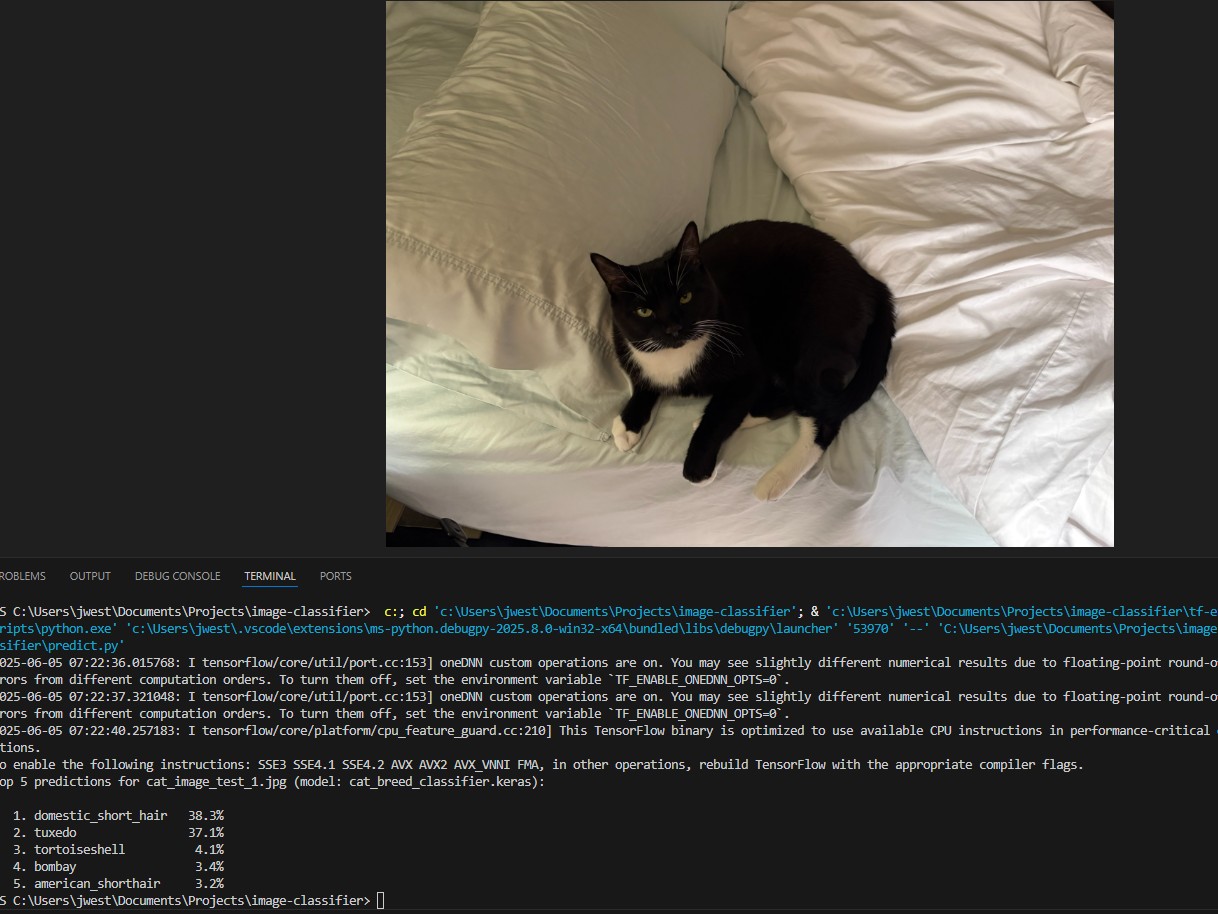 ROBLEMS OUTPUT DEBUG CONSOLE TERMINAL PORTS
S C:\Users\jwest\Documents\Projects\image-classifier> c:; cd 'c:\Users\jwest\Documents\Projects\image-classifier'; & 'c:\Users\jwest\Documents\Projects\image-classifier\tf-e
ripts\python.exe' 'c:\Users\jwest\.vscode\extensions\ms-python.debugpy-2025.8.0-win32-x64\bundled\libs\debugpy\launcher' '53970' '--' 'C:\Users\jwest\Documents\Projects\image
sifier\predict.py'
025-06-05 07:22:36.015768: I tensorflow/core/util/port.cc:153] oneDNN custom operations are on. You may see slightly different numerical results due to floating-point round-o
rors from different computation orders. To turn them off, set the environment variable `TF_ENABLE_ONEDNN_OPTS=0`.
025-06-05 07:22:37.321048: I tensorflow/core/util/port.cc:153] oneDNN custom operations are on. You may see slightly different numerical results due to floating-point round-o
rors from different computation orders. To turn them off, set the environment variable `TF_ENABLE_ONEDNN_OPTS=0`.
025-06-05 07:22:40.257183: I tensorflow/core/platform/cpu_feature_guard.cc:210] This TensorFlow binary is optimized to use available CPU instructions in performance-critical
tions.
o enable the following instructions: SSE3 SSE4.1 SSE4.2 AVX AVX2 AVX_VNNI FMA, in other operations, rebuild TensorFlow with the appropriate compiler flags.
op 5 predictions for cat_image_test_1.jpg (model: cat_breed_classifier.keras):
1. domestic_short_hair 38.3%
2. tuxedo 37.1%
3. tortoiseshell 4.1%
4. bombay 3.4%
5. american_shorthair 3.2%
S C:\Users\jwest\Documents\Projects\image-classifier>